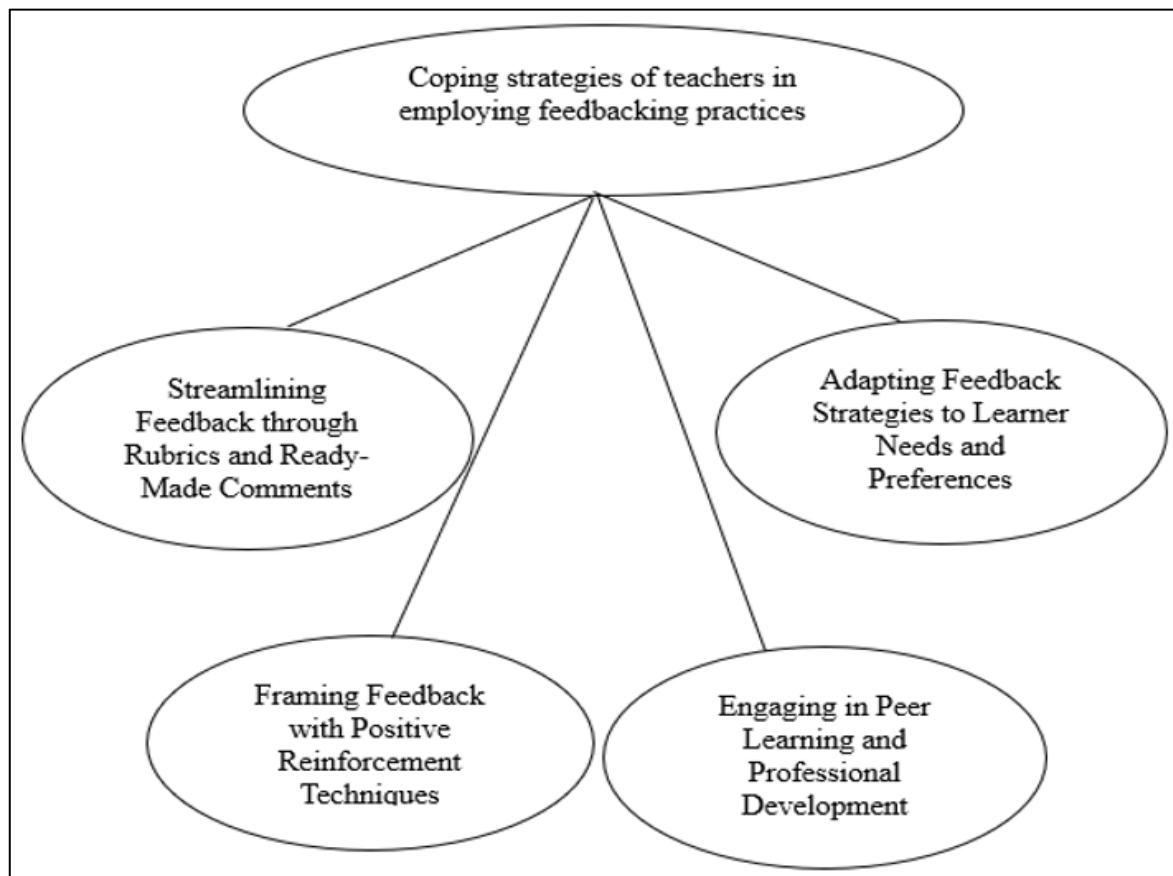 Coping strategies of teachers in
employing feedbacking practices
Streamlining
Feedback through
Rubrics and Ready-
Made Comments
Adapting Feedback
Strategies to Learner
Needs and
Preferences
Framing Feedback
with Positive
Reinforcement
Techniques
Engaging in Peer
Learning and
Professional
Development